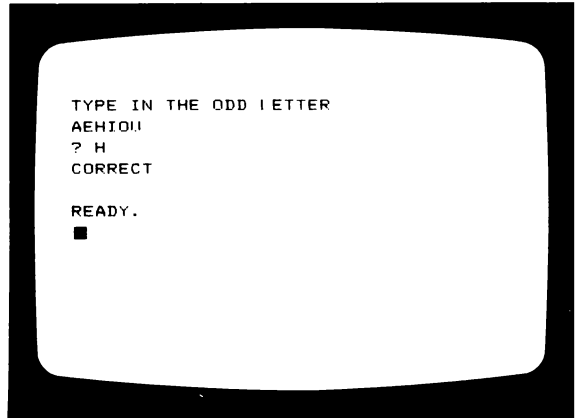 TYPE IN THE ODD LETTER
AEHIOU
? H
CORRECT
READY.